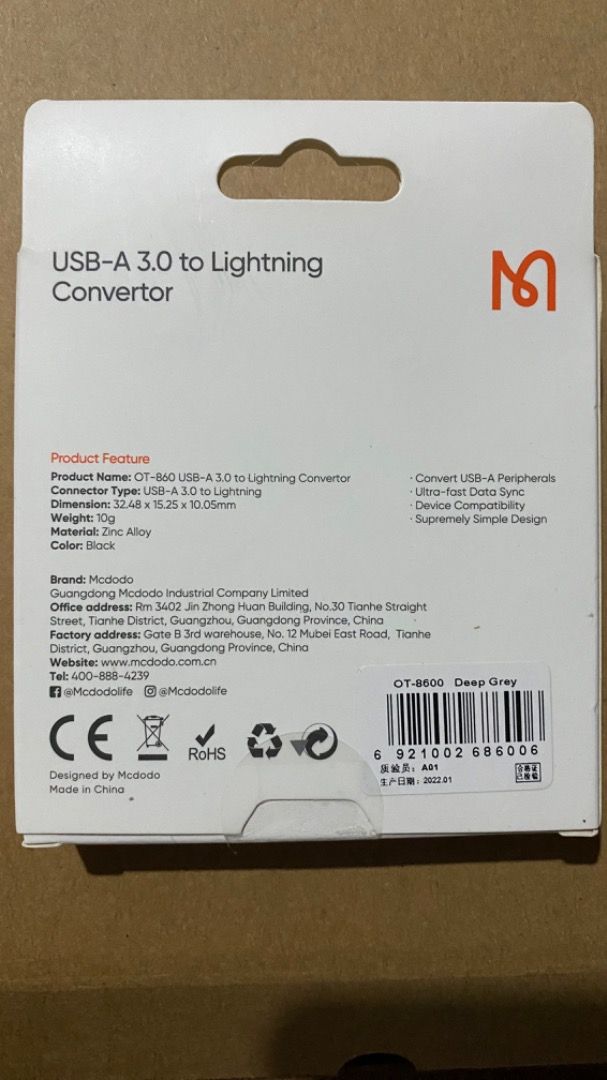 USB-A 3.0 to Lightning
Convertor
Product Feature
Product Name: OT-860 USB-A 3.0 to Lightning Convertor
Connector Type: USB-A 3.0 to Lightning
Dimension: 32.48 x 15.25 x 10.05mm
Weight: 10g
Material: Zinc Alloy
Color: Black
· Convert USB-A Peripherals
· Ultra-fast Data Sync
· Device Compatibility
· Supremely Simple Design
Brand: Mcdodo
Guangdong Mcdodo Industrial Company Limited
Office address: Rm 3402 Jin Zhong Huan Building, No.30 Tianhe Straight
Street, Tianhe District, Guangzhou, Guangdong Province, China
Factory address: Gate B 3rd warehouse, No. 12 Mubei East Road, Tianhe
District, Guangzhou, Guangdong Province, China
Website: www.mcdodo.com.cn
Tel: 400-888-4239
@Mcdodolife @Mcdodolife
CE
RoHS
Designed by Mcdodo
Made in China
OT-8600 Deep Grey
6 921002 686006
质检员：A01
生产日期：2022.01
合格证
已检验